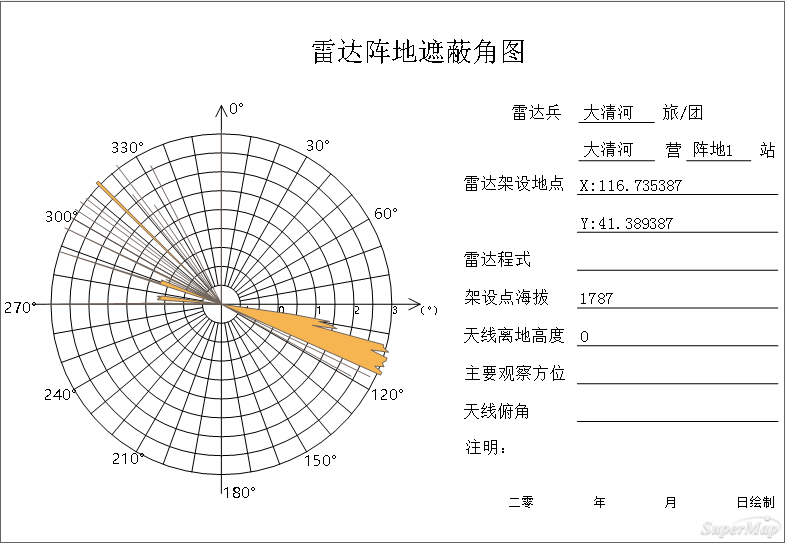 雷达阵地遮蔽角图
雷达兵 大清河 旅/团
大清河 营 阵地1 站
雷达架设地点 X:116.735387
Y:41.389387
雷达程式
架设点海拔 1787
天线离地高度 0
主要观察方位
天线俯角
注明:
二零 年 月 日绘制
0°
330° 30°
300° 60°
270° 0 1 2 3 (°)
240° 120°
210° 150°
180°
SuperMap